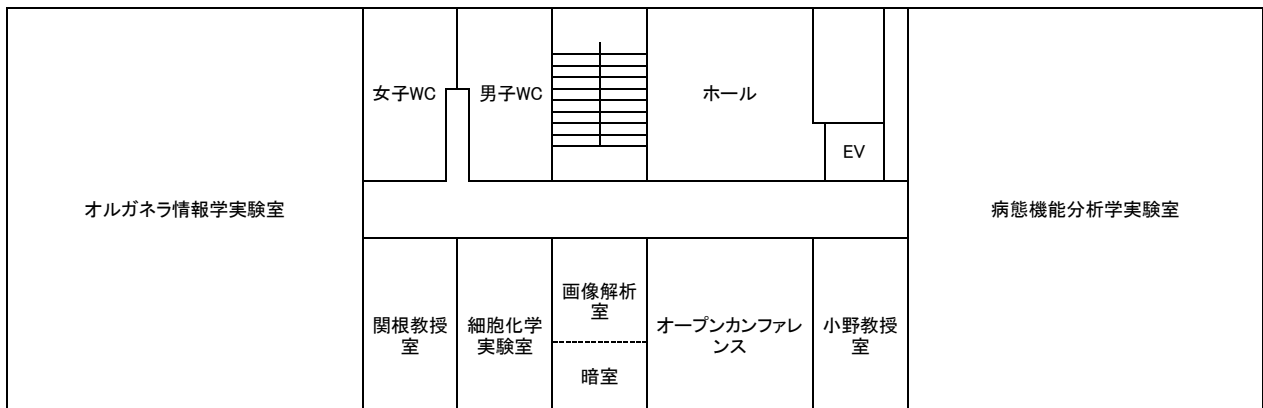 女子WC
男子WC
ホール
EV
オルガネラ情報学実験室
病態機能分析学実験室
関根教授
室
細胞化学
実験室
画像解析
室
暗室
オープンカンファレ
ンス
小野教授
室